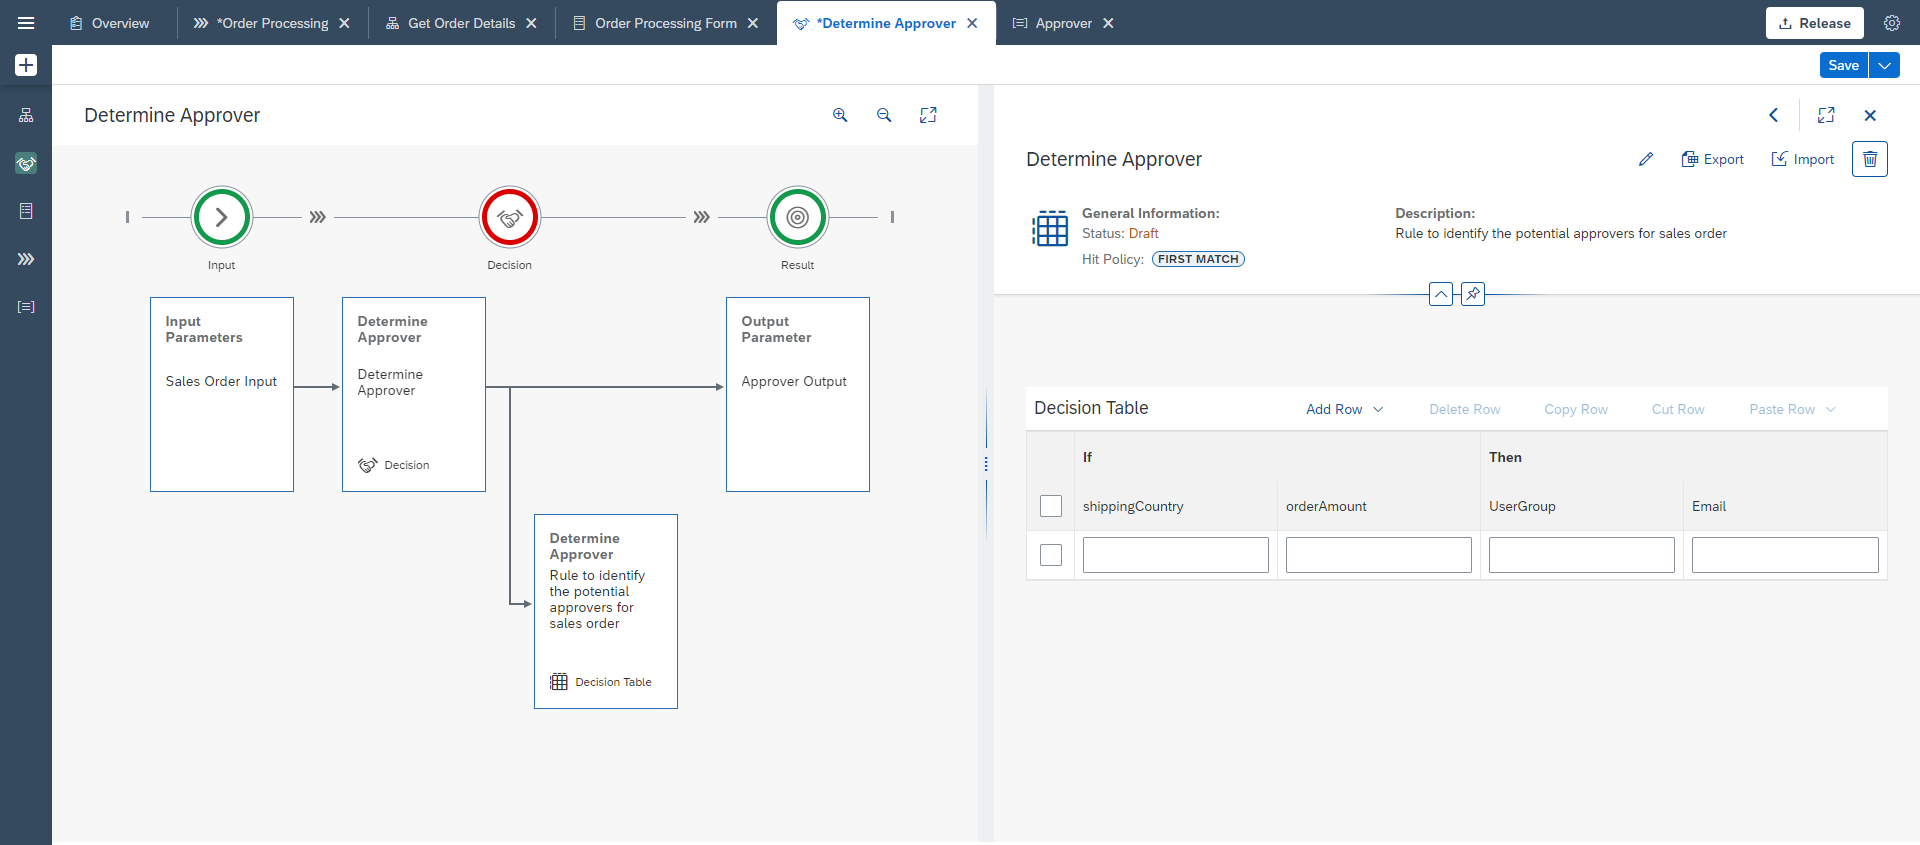 Overview
*Order Processing
Get Order Details
Order Processing Form
*Determine Approver
Approver
Release
Save
Determine Approver
Input
Decision
Result
Input
Parameters
Sales Order Input
Determine
Approver
Determine
Approver
Decision
Output
Parameter
Approver Output
Determine
Approver
Rule to identify
the potential
approvers for
sales order
Decision Table
Determine Approver
Export
Import
General Information:
Status: Draft
Hit Policy: FIRST MATCH
Description:
Rule to identify the potential approvers for sales order
Decision Table
Add Row
Delete Row
Copy Row
Cut Row
Paste Row
If
Then
shippingCountry
orderAmount
UserGroup
Email